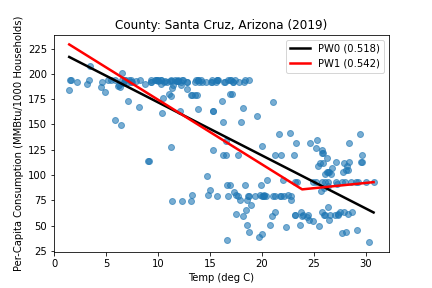 County: Santa Cruz, Arizona (2019)
PW0 (0.518)
PW1 (0.542)
Per-Capita Consumption (MMBtu/1000 Households)
225
200
175
150
125
100
75
50
25
0 5 10 15 20 25 30
Temp (deg C)